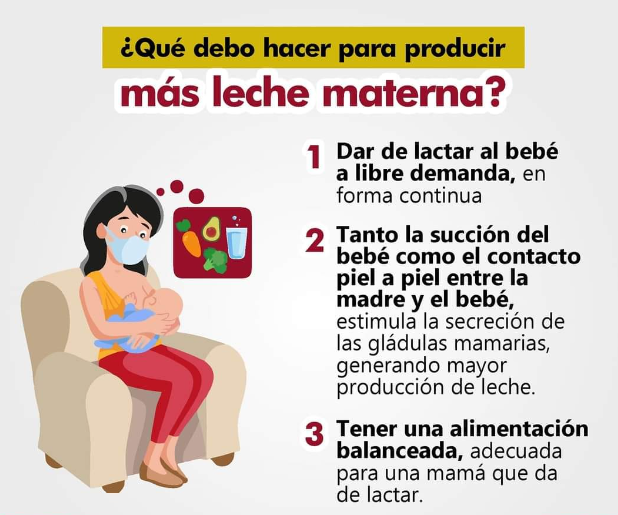 ¿Qué debo hacer para producir
más leche materna?
1 Dar de lactar al bebé
a libre demanda, en
forma continua
2 Tanto la succión del
bebé como el contacto
piel a piel entre la
madre y el bebé,
estimula la secreción de
las gládulas mamarias,
generando mayor
producción de leche.
3 Tener una alimentación
balanceada, adecuada
para una mamá que da
de lactar.